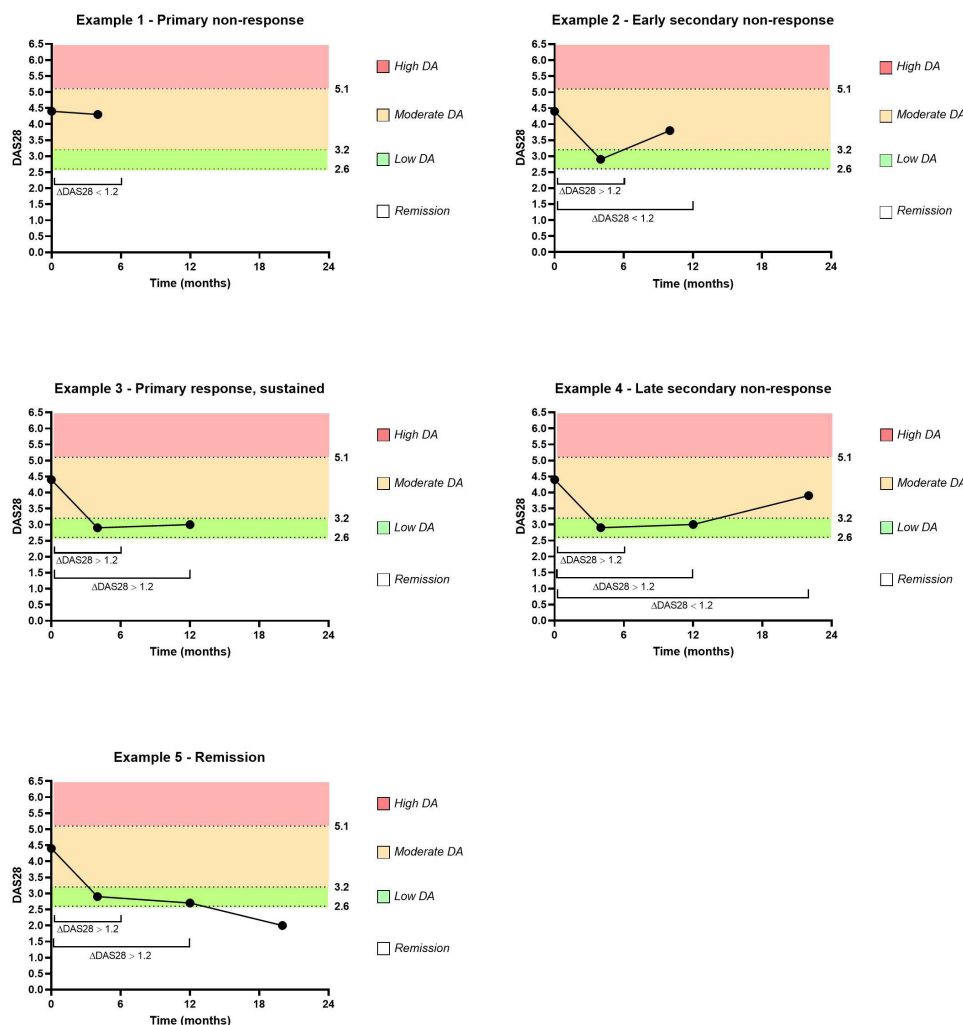 Example 1 - Primary non-response
6.5
6.0
5.5
5.0
4.5
4.0
3.5
3.0
2.5
2.0
1.5
1.0
0.5
0.0
DAS28
5.1
3.2
2.6
ΔDAS28 < 1.2
0 6 12 18 24
Time (months)
High DA
Moderate DA
Low DA
Remission
Example 2 - Early secondary non-response
6.5
6.0
5.5
5.0
4.5
4.0
3.5
3.0
2.5
2.0
1.5
1.0
0.5
0.0
DAS28
5.1
3.2
2.6
ΔDAS28 > 1.2
ΔDAS28 < 1.2
0 6 12 18 24
Time (months)
High DA
Moderate DA
Low DA
Remission
Example 3 - Primary response, sustained
6.5
6.0
5.5
5.0
4.5
4.0
3.5
3.0
2.5
2.0
1.5
1.0
0.5
0.0
DAS28
5.1
3.2
2.6
ΔDAS28 > 1.2
ΔDAS28 > 1.2
0 6 12 18 24
Time (months)
High DA
Moderate DA
Low DA
Remission
Example 4 - Late secondary non-response
6.5
6.0
5.5
5.0
4.5
4.0
3.5
3.0
2.5
2.0
1.5
1.0
0.5
0.0
DAS28
5.1
3.2
2.6
ΔDAS28 > 1.2
ΔDAS28 > 1.2
ΔDAS28 < 1.2
0 6 12 18 24
Time (months)
High DA
Moderate DA
Low DA
Remission
Example 5 - Remission
6.5
6.0
5.5
5.0
4.5
4.0
3.5
3.0
2.5
2.0
1.5
1.0
0.5
0.0
DAS28
5.1
3.2
2.6
ΔDAS28 > 1.2
ΔDAS28 > 1.2
0 6 12 18 24
Time (months)
High DA
Moderate DA
Low DA
Remission